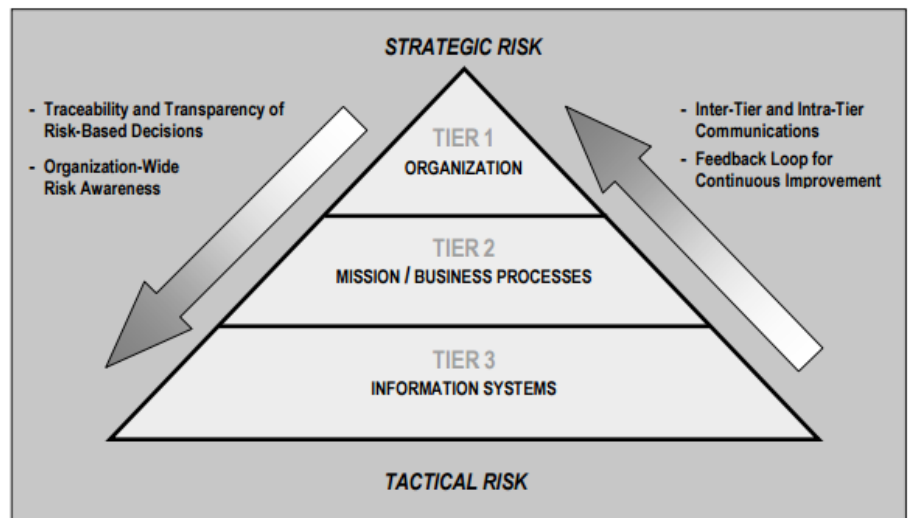 STRATEGIC RISK
- Traceability and Transparency of
Risk-Based Decisions
- Organization-Wide
Risk Awareness
- Inter-Tier and Intra-Tier
Communications
- Feedback Loop for
Continuous Improvement
TIER 1
ORGANIZATION
TIER 2
MISSION / BUSINESS PROCESSES
TIER 3
INFORMATION SYSTEMS
TACTICAL RISK